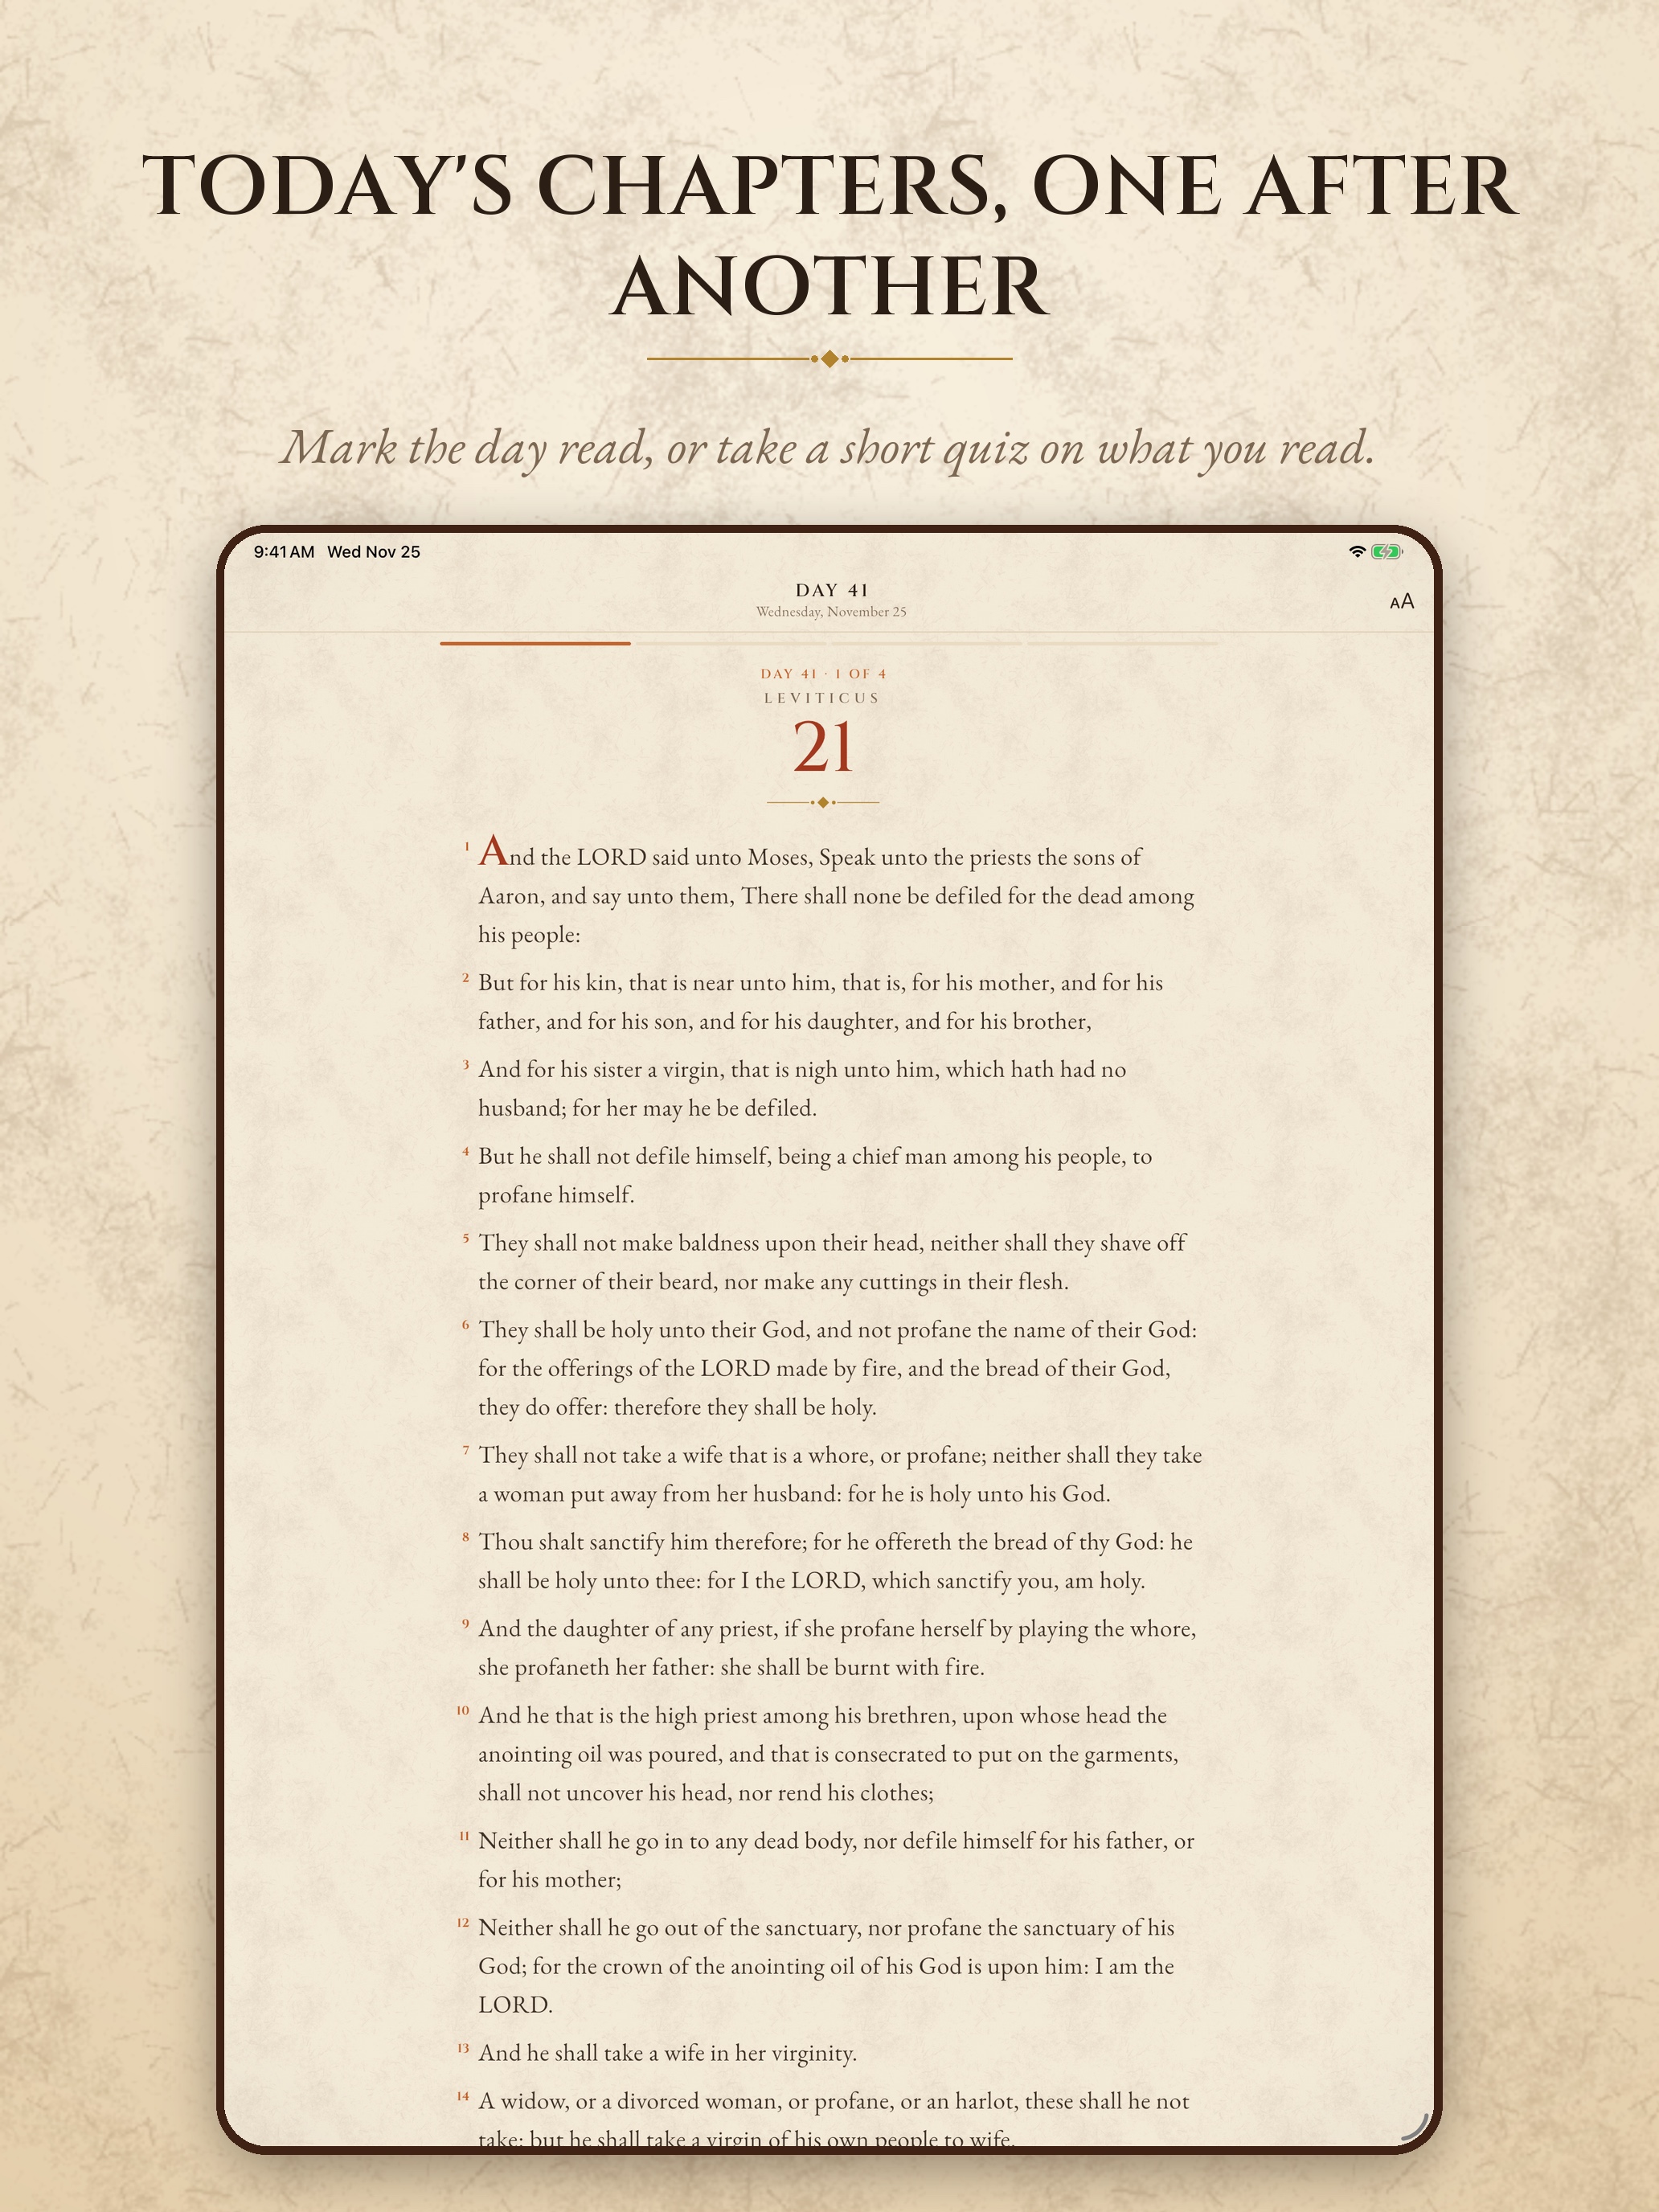 TODAY'S CHAPTERS, ONE AFTER
ANOTHER
Mark the day read, or take a short quiz on what you read.
9:41 AM Wed Nov 25
DAY 41
Wednesday, November 25
AA
DAY 41 · 1 OF 4
LEVITICUS
21
1 And the LORD said unto Moses, Speak unto the priests the sons of
Aaron, and say unto them, There shall none be defiled for the dead among
his people:
2 But for his kin, that is near unto him, that is, for his mother, and for his
father, and for his son, and for his daughter, and for his brother,
3 And for his sister a virgin, that is nigh unto him, which hath had no
husband; for her may he be defiled.
4 But he shall not defile himself, being a chief man among his people, to
profane himself.
5 They shall not make baldness upon their head, neither shall they shave off
the corner of their beard, nor make any cuttings in their flesh.
6 They shall be holy unto their God, and not profane the name of their God:
for the offerings of the LORD made by fire, and the bread of their God,
they do offer: therefore they shall be holy.
7 They shall not take a wife that is a whore, or profane; neither shall they take
a woman put away from her husband: for he is holy unto his God.
8 Thou shalt sanctify him therefore; for he offereth the bread of thy God: he
shall be holy unto thee: for I the LORD, which sanctify you, am holy.
9 And the daughter of any priest, if she profane herself by playing the whore,
she profaneth her father: she shall be burnt with fire.
10 And he that is the high priest among his brethren, upon whose head the
anointing oil was poured, and that is consecrated to put on the garments,
shall not uncover his head, nor rend his clothes;
11 Neither shall he go in to any dead body, nor defile himself for his father, or
for his mother;
12 Neither shall he go out of the sanctuary, nor profane the sanctuary of his
God; for the crown of the anointing oil of his God is upon him: I am the
LORD.
13 And he shall take a wife in her virginity.
14 A widow, or a divorced woman, or profane, or an harlot, these shall he not
take: but he shall take a virgin of his own people to wife.